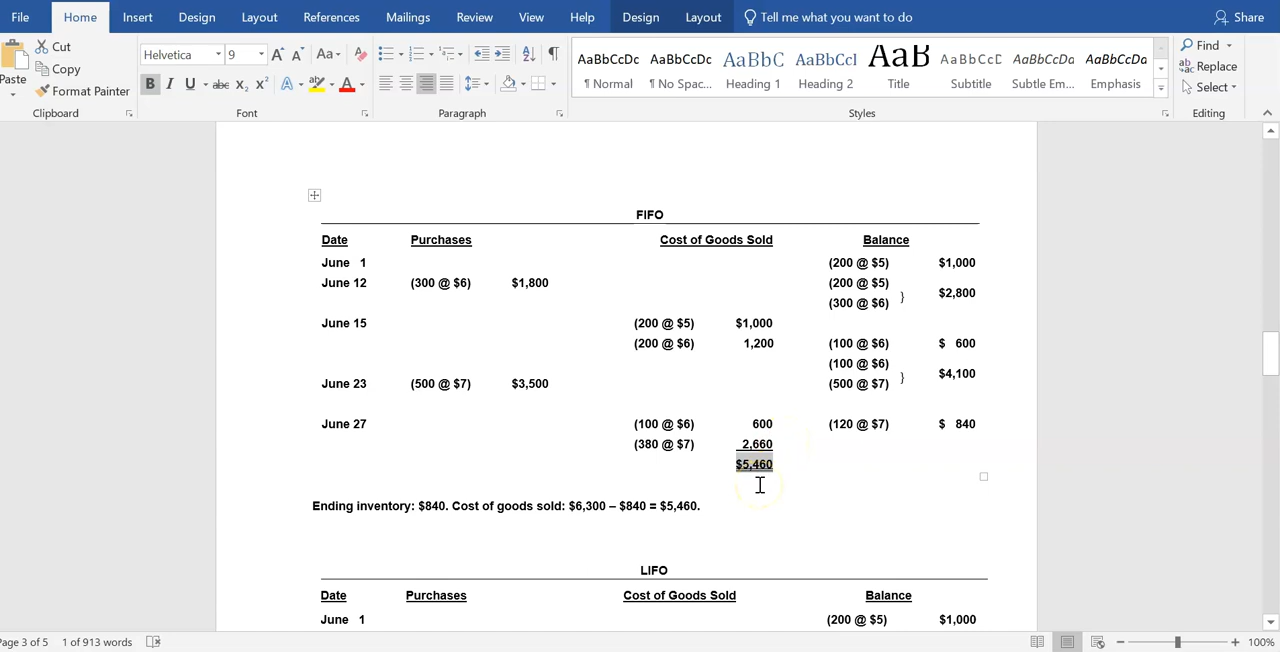 File Home Insert Design Layout References Mailings Review View Help Design Layout Tell me what you want to do Share
Paste
Cut
Copy
Format Painter
Clipboard
Helvetica 9 Aa
B I U abc X₂ X² A A
Font
Paragraph
AaBbCcDc AaBbCcDc AaBbC AaBbCcI AaB AaBbCcD AaBbCcDa AaBbCcDa
¶ Normal ¶ No Spac... Heading 1 Heading 2 Title Subtitle Subtle Em... Emphasis
Styles
Find
Replace
Select
Editing
FIFO
Date Purchases Cost of Goods Sold Balance
June 1 (200 @ $5) $1,000
June 12 (300 @ $6) $1,800 (200 @ $5)
(300 @ $6) } $2,800
June 15 (200 @ $5) $1,000
(200 @ $6) 1,200 (100 @ $6) $ 600
(100 @ $6)
June 23 (500 @ $7) $3,500 (500 @ $7) } $4,100
June 27 (100 @ $6) 600 (120 @ $7) $ 840
(380 @ $7) 2,660
$5,460
Ending inventory: $840. Cost of goods sold: $6,300 – $840 = $5,460.
LIFO
Date Purchases Cost of Goods Sold Balance
June 1 (200 @ $5) $1,000
Page 3 of 5 1 of 913 words 100%